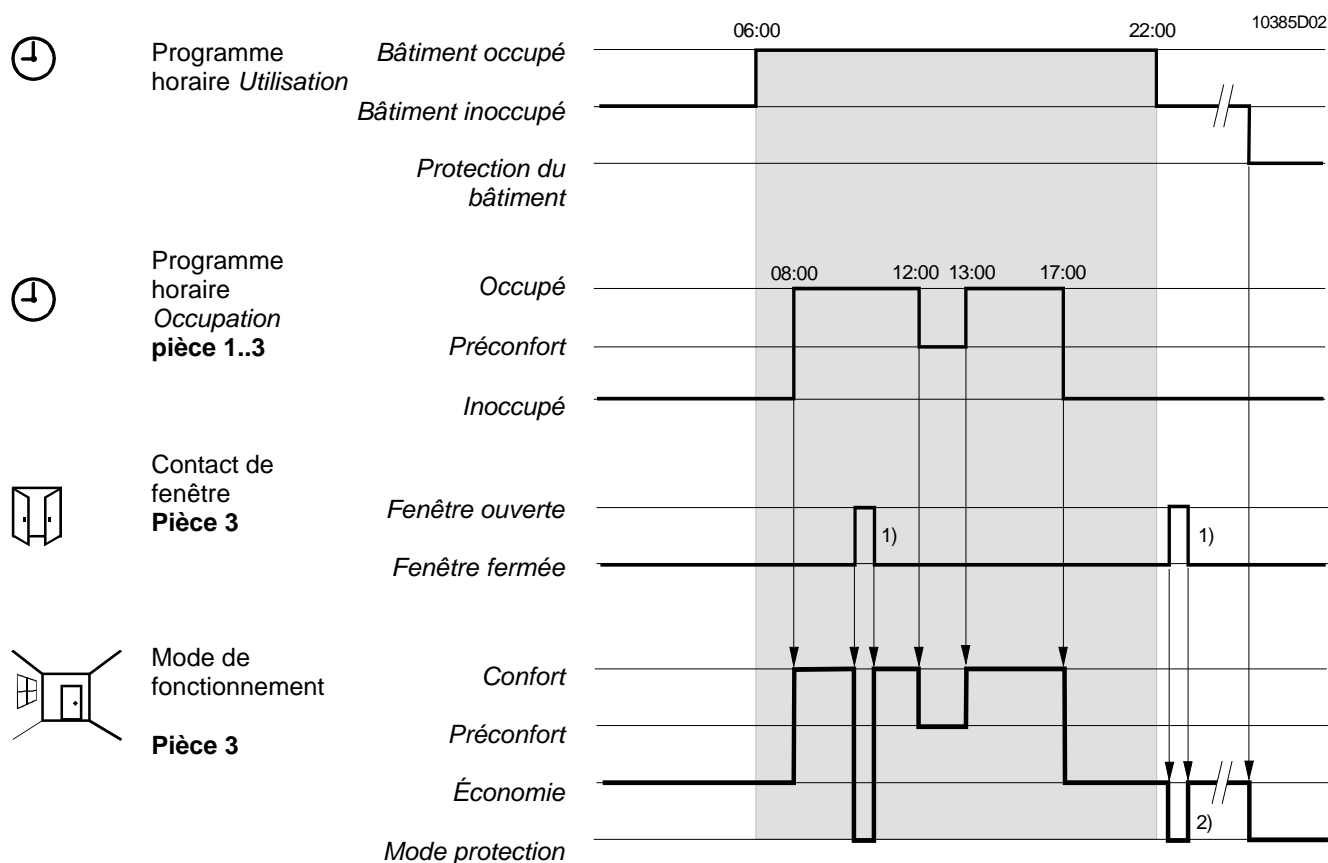 06:00
22:00
10385D02
Programme
horaire Utilisation
Bâtiment occupé
Bâtiment inoccupé
Protection du
bâtiment
Programme
horaire
Occupation
pièce 1..3
08:00
12:00
13:00
17:00
Occupé
Préconfort
Inoccupé
Contact de
fenêtre
Pièce 3
Fenêtre ouverte
1)
1)
Fenêtre fermée
Mode de
fonctionnement
Pièce 3
Confort
Préconfort
Économie
2)
Mode protection